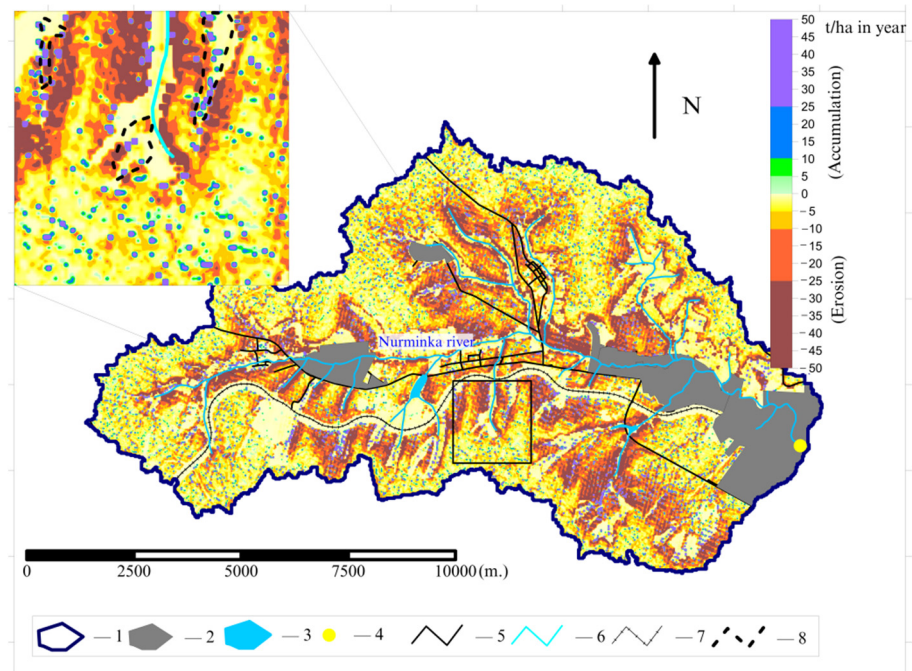 50
45
40
35
30
25
15
10
5
0
−5
−10
−15
−20
−25
−30
−35
−40
−45
−50
t/ha in year
(Accumulation)
(Erosion)
N
Nurminka river
0 2500 5000 7500 10000(m.)
—1 —2 —3 —4 —5 —6 —7 —8